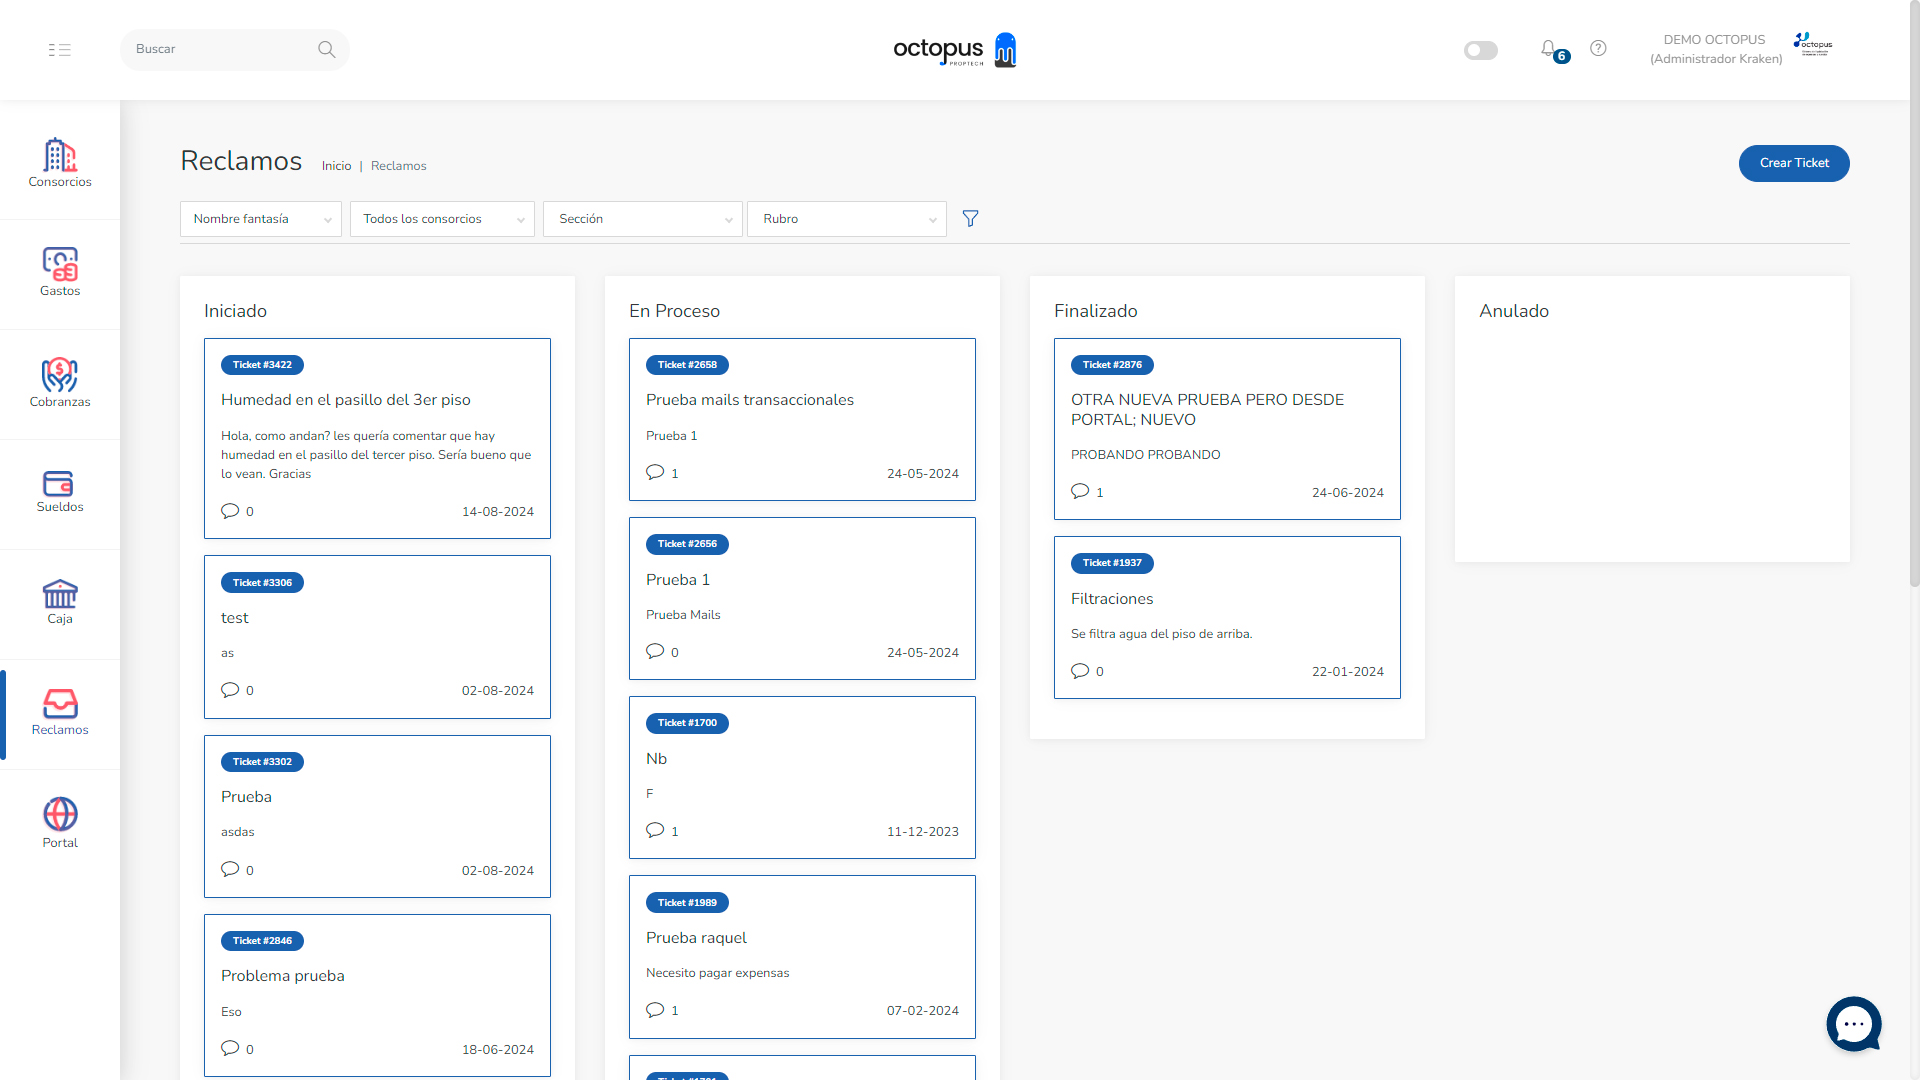 Buscar
octopus
PROPTECH
6
DEMO OCTOPUS
(Administrador Kraken)
octopus
Consorcios
Gastos
Cobranzas
Sueldos
Caja
Reclamos
Portal
Reclamos
Inicio | Reclamos
Crear Ticket
Nombre fantasía
Todos los consorcios
Sección
Rubro
Iniciado
Ticket #3422
Humedad en el pasillo del 3er piso
Hola, como andan? les quería comentar que hay
humedad en el pasillo del tercer piso. Sería bueno que
lo vean. Gracias
0
14-08-2024
Ticket #3306
test
as
0
02-08-2024
Ticket #3302
Prueba
asdas
0
02-08-2024
Ticket #2846
Problema prueba
Eso
0
18-06-2024
En Proceso
Ticket #2658
Prueba mails transaccionales
Prueba 1
1
24-05-2024
Ticket #2656
Prueba 1
Prueba Mails
0
24-05-2024
Ticket #1700
Nb
F
1
11-12-2023
Ticket #1989
Prueba raquel
Necesito pagar expensas
1
07-02-2024
Finalizado
Ticket #2876
OTRA NUEVA PRUEBA PERO DESDE
PORTAL; NUEVO
PROBANDO PROBANDO
1
24-06-2024
Ticket #1937
Filtraciones
Se filtra agua del piso de arriba.
0
22-01-2024
Anulado